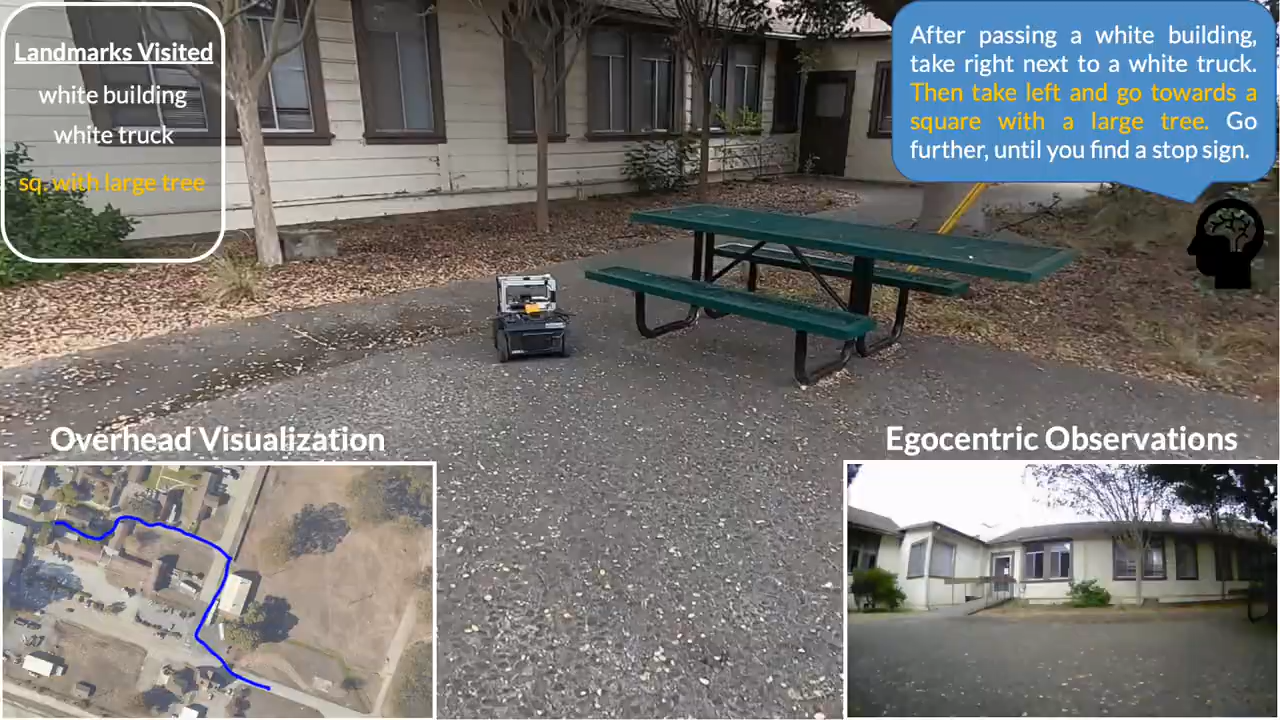 Landmarks Visited
white building
white truck
sq. with large tree
After passing a white building,
take right next to a white truck.
Then take left and go towards a
square with a large tree. Go
further, until you find a stop sign.
Overhead Visualization
Egocentric Observations